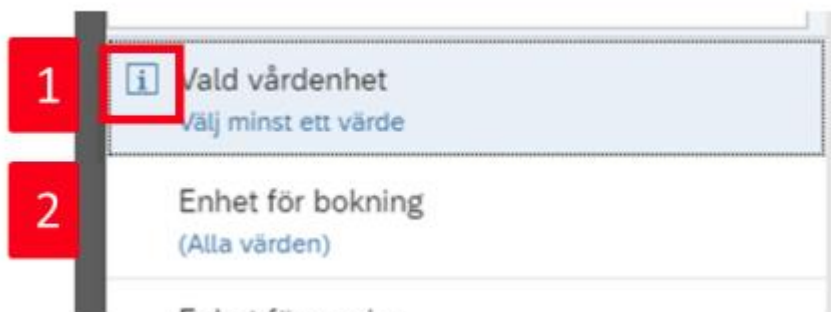 1
i
Vald vårdenhet
Välj minst ett värde
2
Enhet för bokning
(Alla värden)